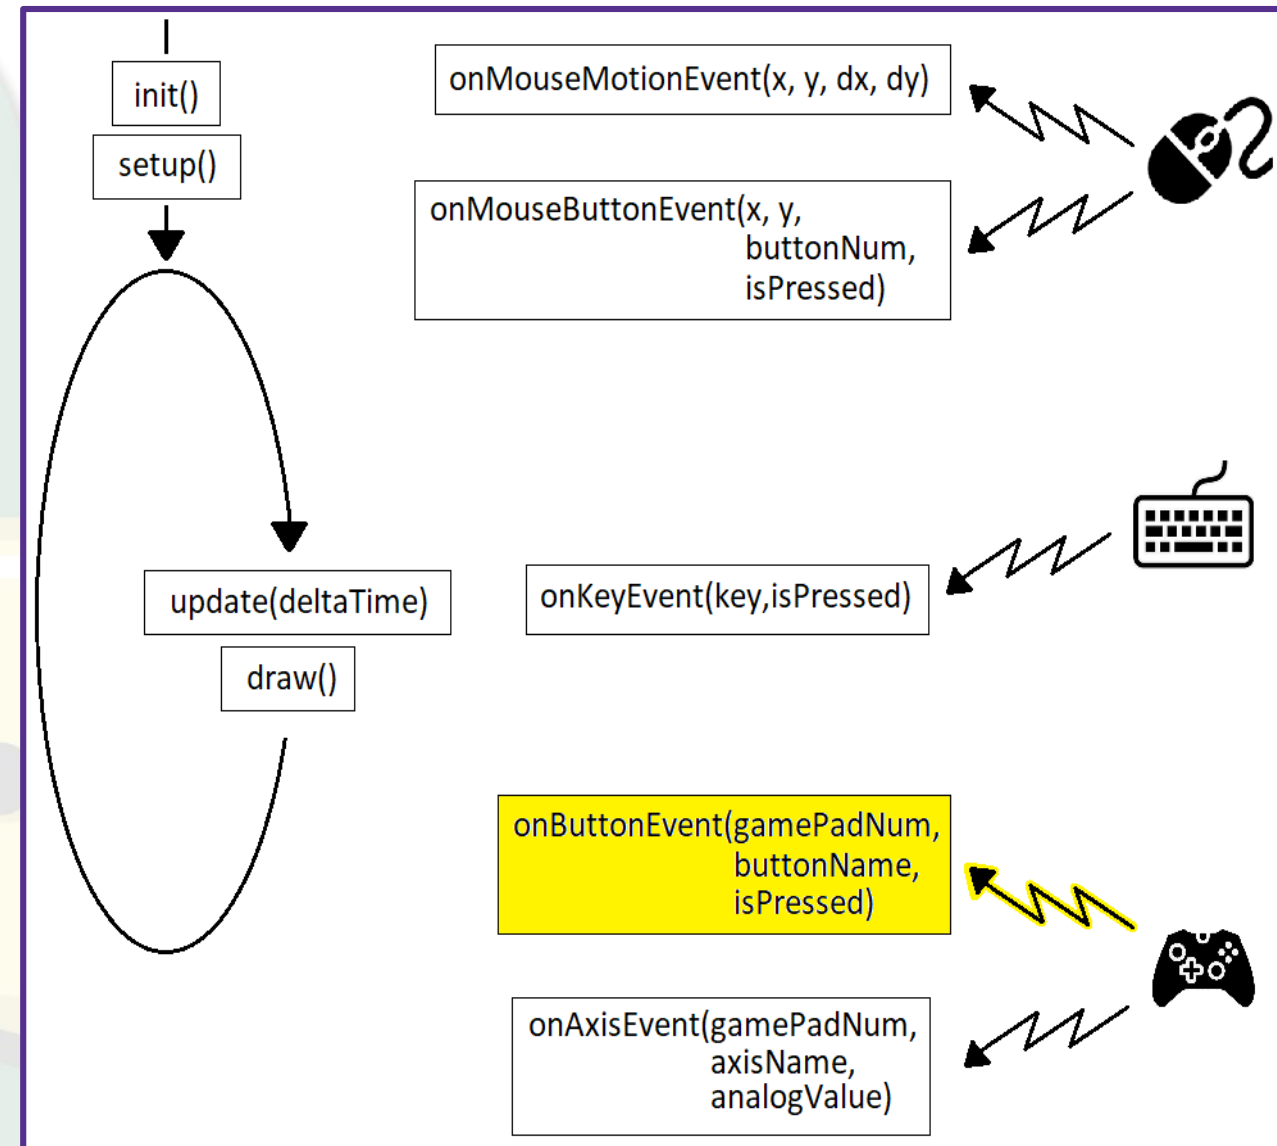 init()
setup()
update(deltaTime)
draw()
onMouseMotionEvent(x, y, dx, dy)
onMouseButtonEvent(x, y,
buttonNum,
isPressed)
onKeyEvent(key,isPressed)
onButtonEvent(gamePadNum,
buttonName,
isPressed)
onAxisEvent(gamePadNum,
axisName,
analogValue)